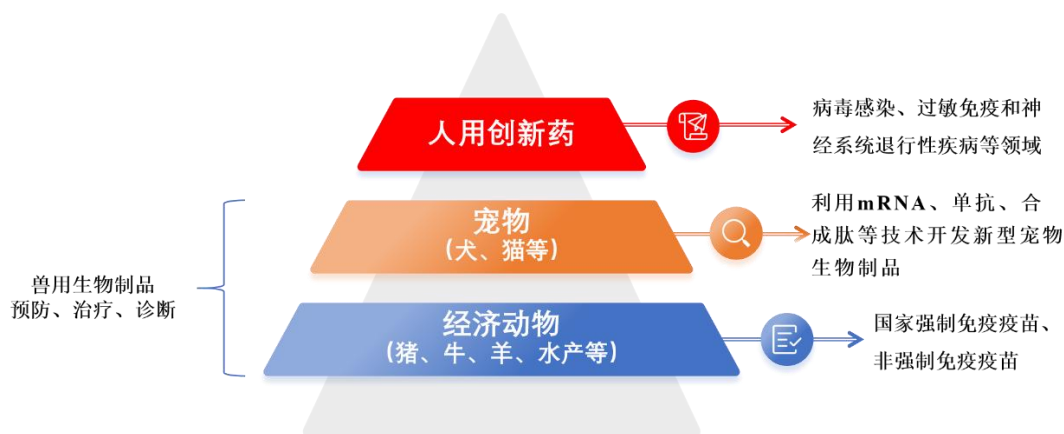 人用创新药
病毒感染、过敏免疫和神
经系统退行性疾病等领域
宠物
(犬、猫等)
利用mRNA、单抗、合
成肽等技术开发新型宠物
生物制品
兽用生物制品
预防、治疗、诊断
经济动物
(猪、牛、羊、水产等)
国家强制免疫疫苗、
非强制免疫疫苗